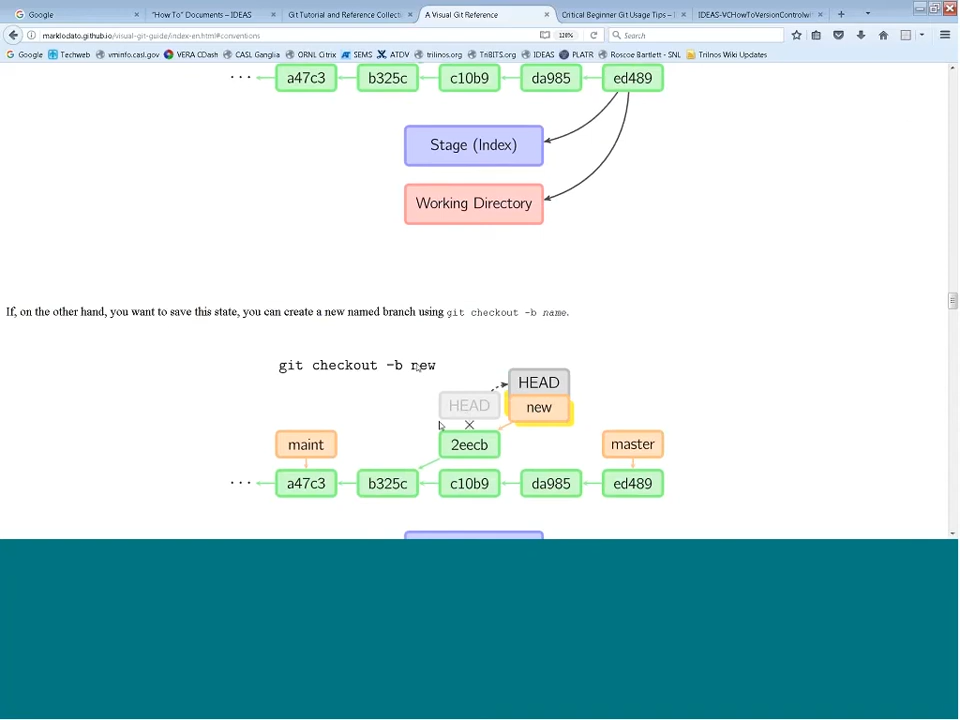 Google
"How To" Documents – IDEAS
Git Tutorial and Reference Collecti
A Visual Git Reference
Critical Beginner Git Usage Tips – I
IDEAS-VCHowToVersionControlwi
marklodato.github.io/visual-git-guide/index-en.html#conventions
120%
Search
Google
Techweb
vminfo.casl.gov
VERA CDash
CASL Ganglia
ORNL Citrix
SEMS
ATDV
trilinos.org
TriBITS.org
IDEAS
PLATR
Roscoe Bartlett - SNL
Trilnos Wiki Updates
··· a47c3 b325c c10b9 da985 ed489
Stage (Index)
Working Directory
If, on the other hand, you want to save this state, you can create a new named branch using git checkout -b name.
git checkout -b new
HEAD
HEAD
new
maint
2eecb
master
··· a47c3 b325c c10b9 da985 ed489